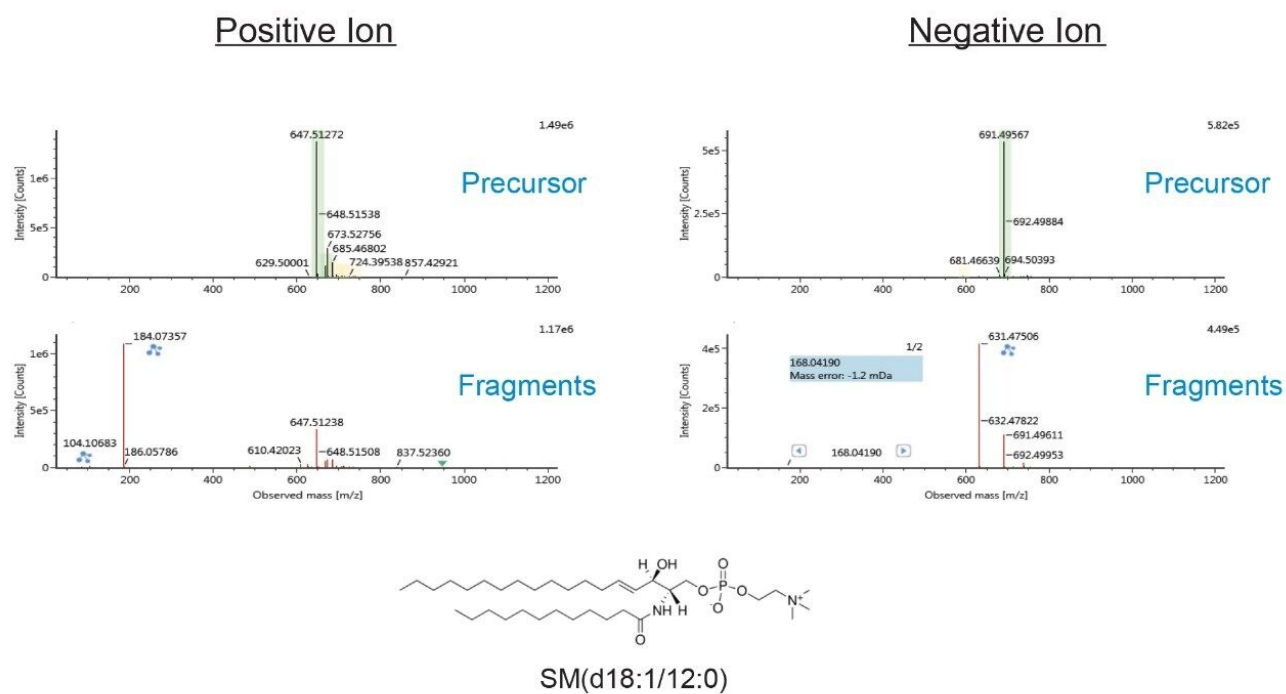 Positive Ion
Negative Ion
1.49e6
Intensity [Counts]
1e6
5e5
0
647.51272
648.51538
673.52756
685.46802
629.50001
724.39538
857.42921
Precursor
200 400 600 800 1000 1200
5.82e5
Intensity [Counts]
5e5
2.5e5
0
691.49567
692.49884
681.46639
694.50393
Precursor
200 400 600 800 1000 1200
1.17e6
Intensity [Counts]
1e6
5e5
0
184.07357
104.10683
186.05786
647.51238
610.42023
648.51508
837.52360
Fragments
200 400 600 800 1000 1200
Observed mass [m/z]
4.49e5
Intensity [Counts]
4e5
2e5
0
1/2
168.04190
Mass error: -1.2 mDa
168.04190
631.47506
632.47822
691.49611
692.49953
Fragments
200 400 600 800 1000 1200
Observed mass [m/z]
H OH
O
O P O
-O
N+
NH H
O
SM(d18:1/12:0)